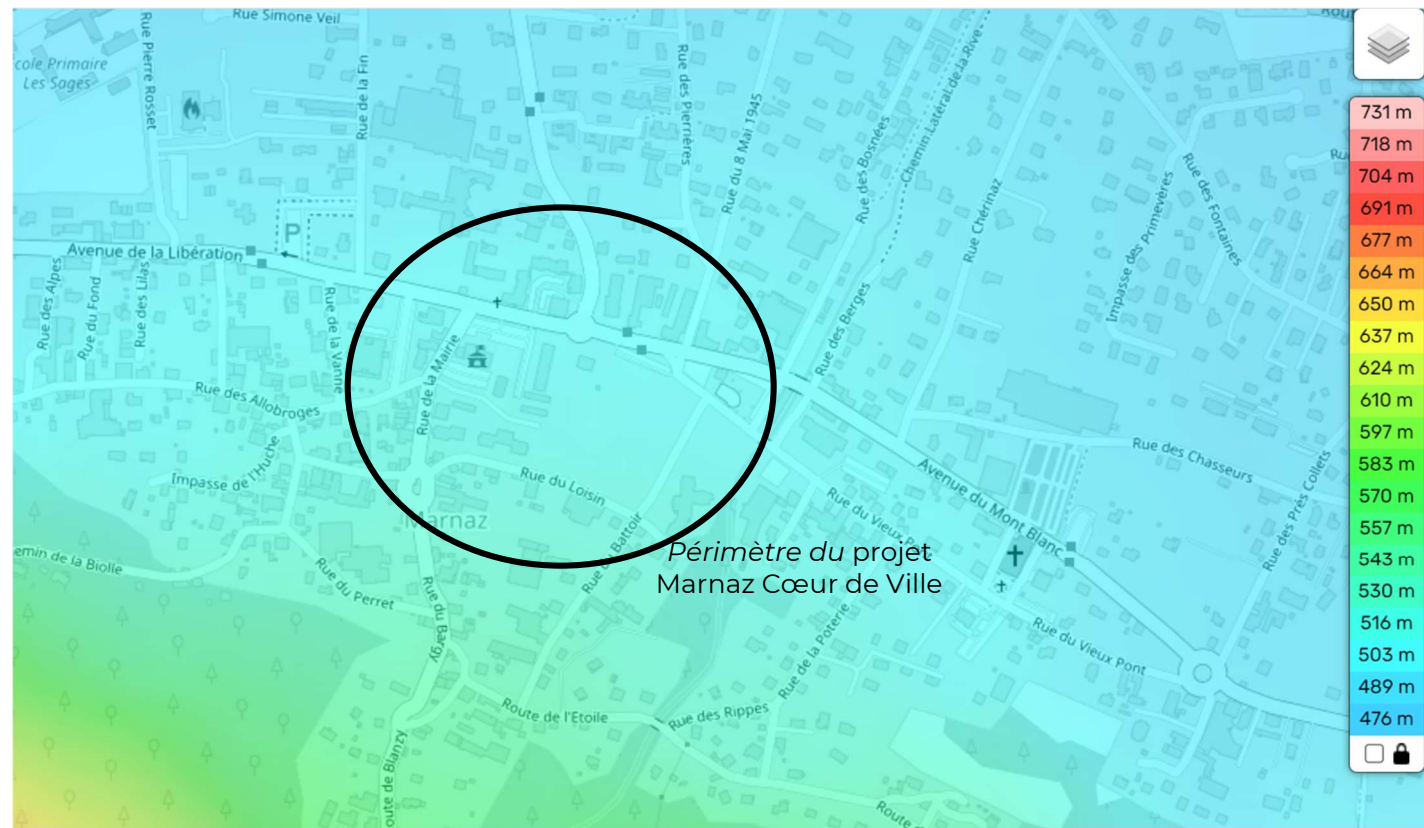 Rue Simone Veil
Rue Pierre Rosset
cole Primaire
Les Sages
Rue de la Fin
Rue des Pierrières
Rue du 8 Mai 1945
Rue des Bosnées
Chemin Latéral de la Rive
Rue Chérinaz
Impasse des Primevères
Rue des Fontaines
P
Avenue de la Libération
Rue des Alpes
Rue du Fond
Rue des Lilas
Rue de la Vanne
Rue de la Mairie
Rue des Berges
Rue des Allobroges
Impasse de l'Huche
Rue du Loisin
Marnaz
Rue du Battoir
Avenue du Mont Blanc
Rue des Chasseurs
Rue des Prés Collets
Rue du Vieux Pont
Périmètre du projet
Marnaz Cœur de Ville
emin de la Biolle
Rue du Perret
Rue du Bargy
Rue de la Poterie
Rue du Vieux Pont
Route de l'Etoile
Rue des Rippes
oute de Blanzy
Route
731 m
718 m
704 m
691 m
677 m
664 m
650 m
637 m
624 m
610 m
597 m
583 m
570 m
557 m
543 m
530 m
516 m
503 m
489 m
476 m